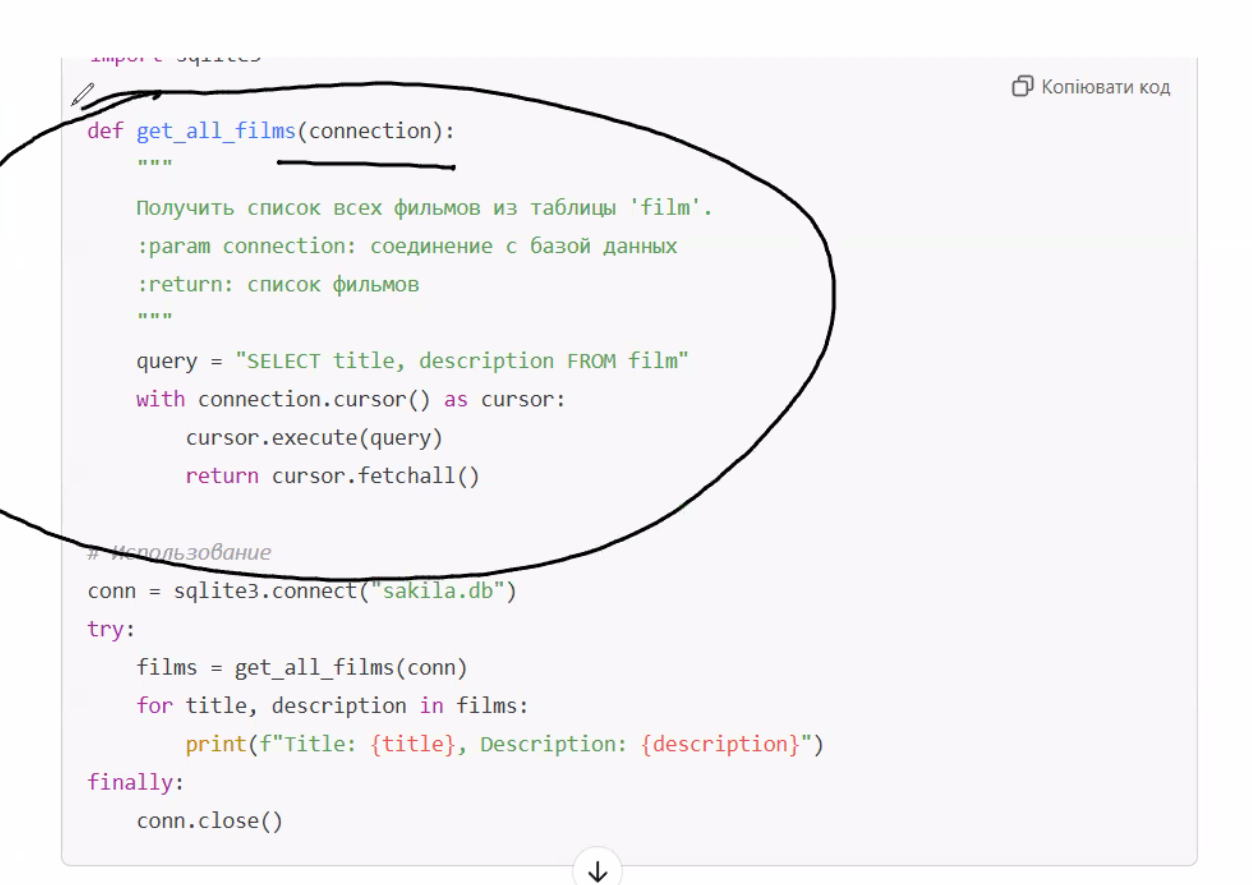 import sqlite3
Копіювати код
def get_all_films(connection):
    """
    Получить список всех фильмов из таблицы 'film'.
    :param connection: соединение с базой данных
    :return: список фильмов
    """
    query = "SELECT title, description FROM film"
    with connection.cursor() as cursor:
        cursor.execute(query)
        return cursor.fetchall()
# Использование
conn = sqlite3.connect("sakila.db")
try:
    films = get_all_films(conn)
    for title, description in films:
        print(f"Title: {title}, Description: {description}")
finally:
    conn.close()